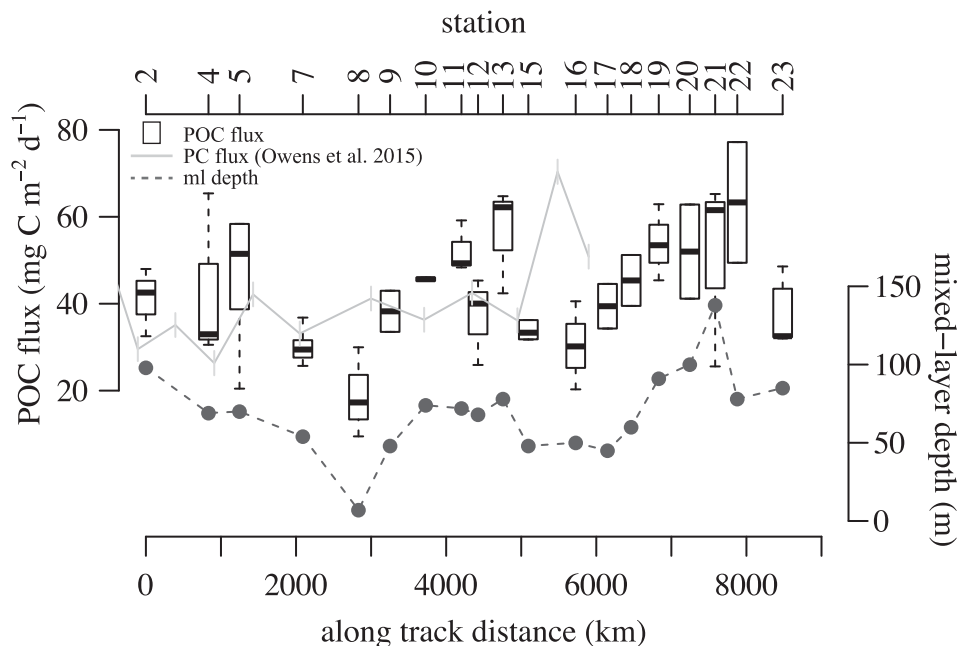 station
2 4 5 7 8 9 10 11 12 13 15 16 17 18 19 20 21 22 23
POC flux (mg C m⁻² d⁻¹)
80
60
40
20
POC flux
PC flux (Owens et al. 2015)
ml depth
150
100
50
0
mixed–layer depth (m)
0 2000 4000 6000 8000
along track distance (km)